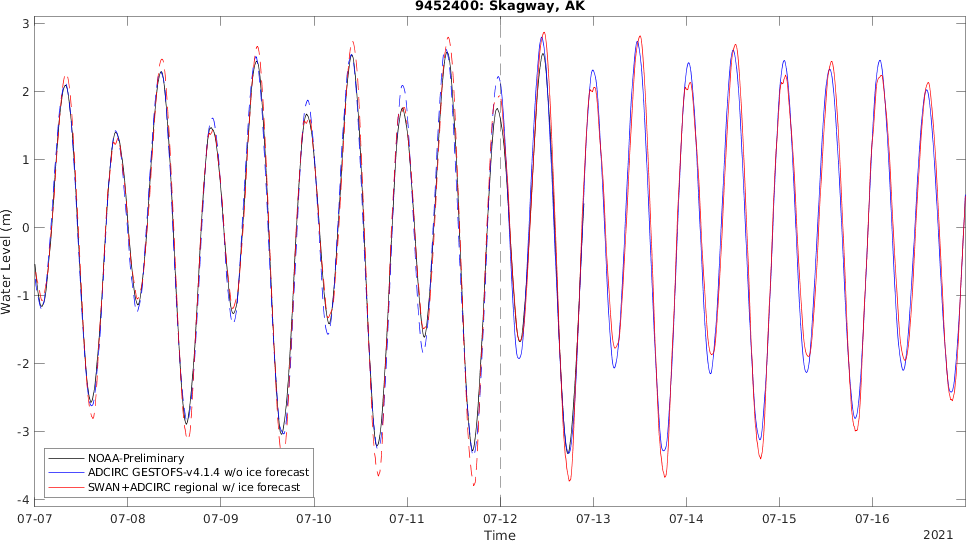 9452400: Skagway, AK
3
2
1
0
-1
-2
-3
-4
Water Level (m)
NOAA-Preliminary
ADCIRC GESTOFS-v4.1.4 w/o ice forecast
SWAN+ADCIRC regional w/ ice forecast
07-07 07-08 07-09 07-10 07-11 07-12 07-13 07-14 07-15 07-16
Time
2021